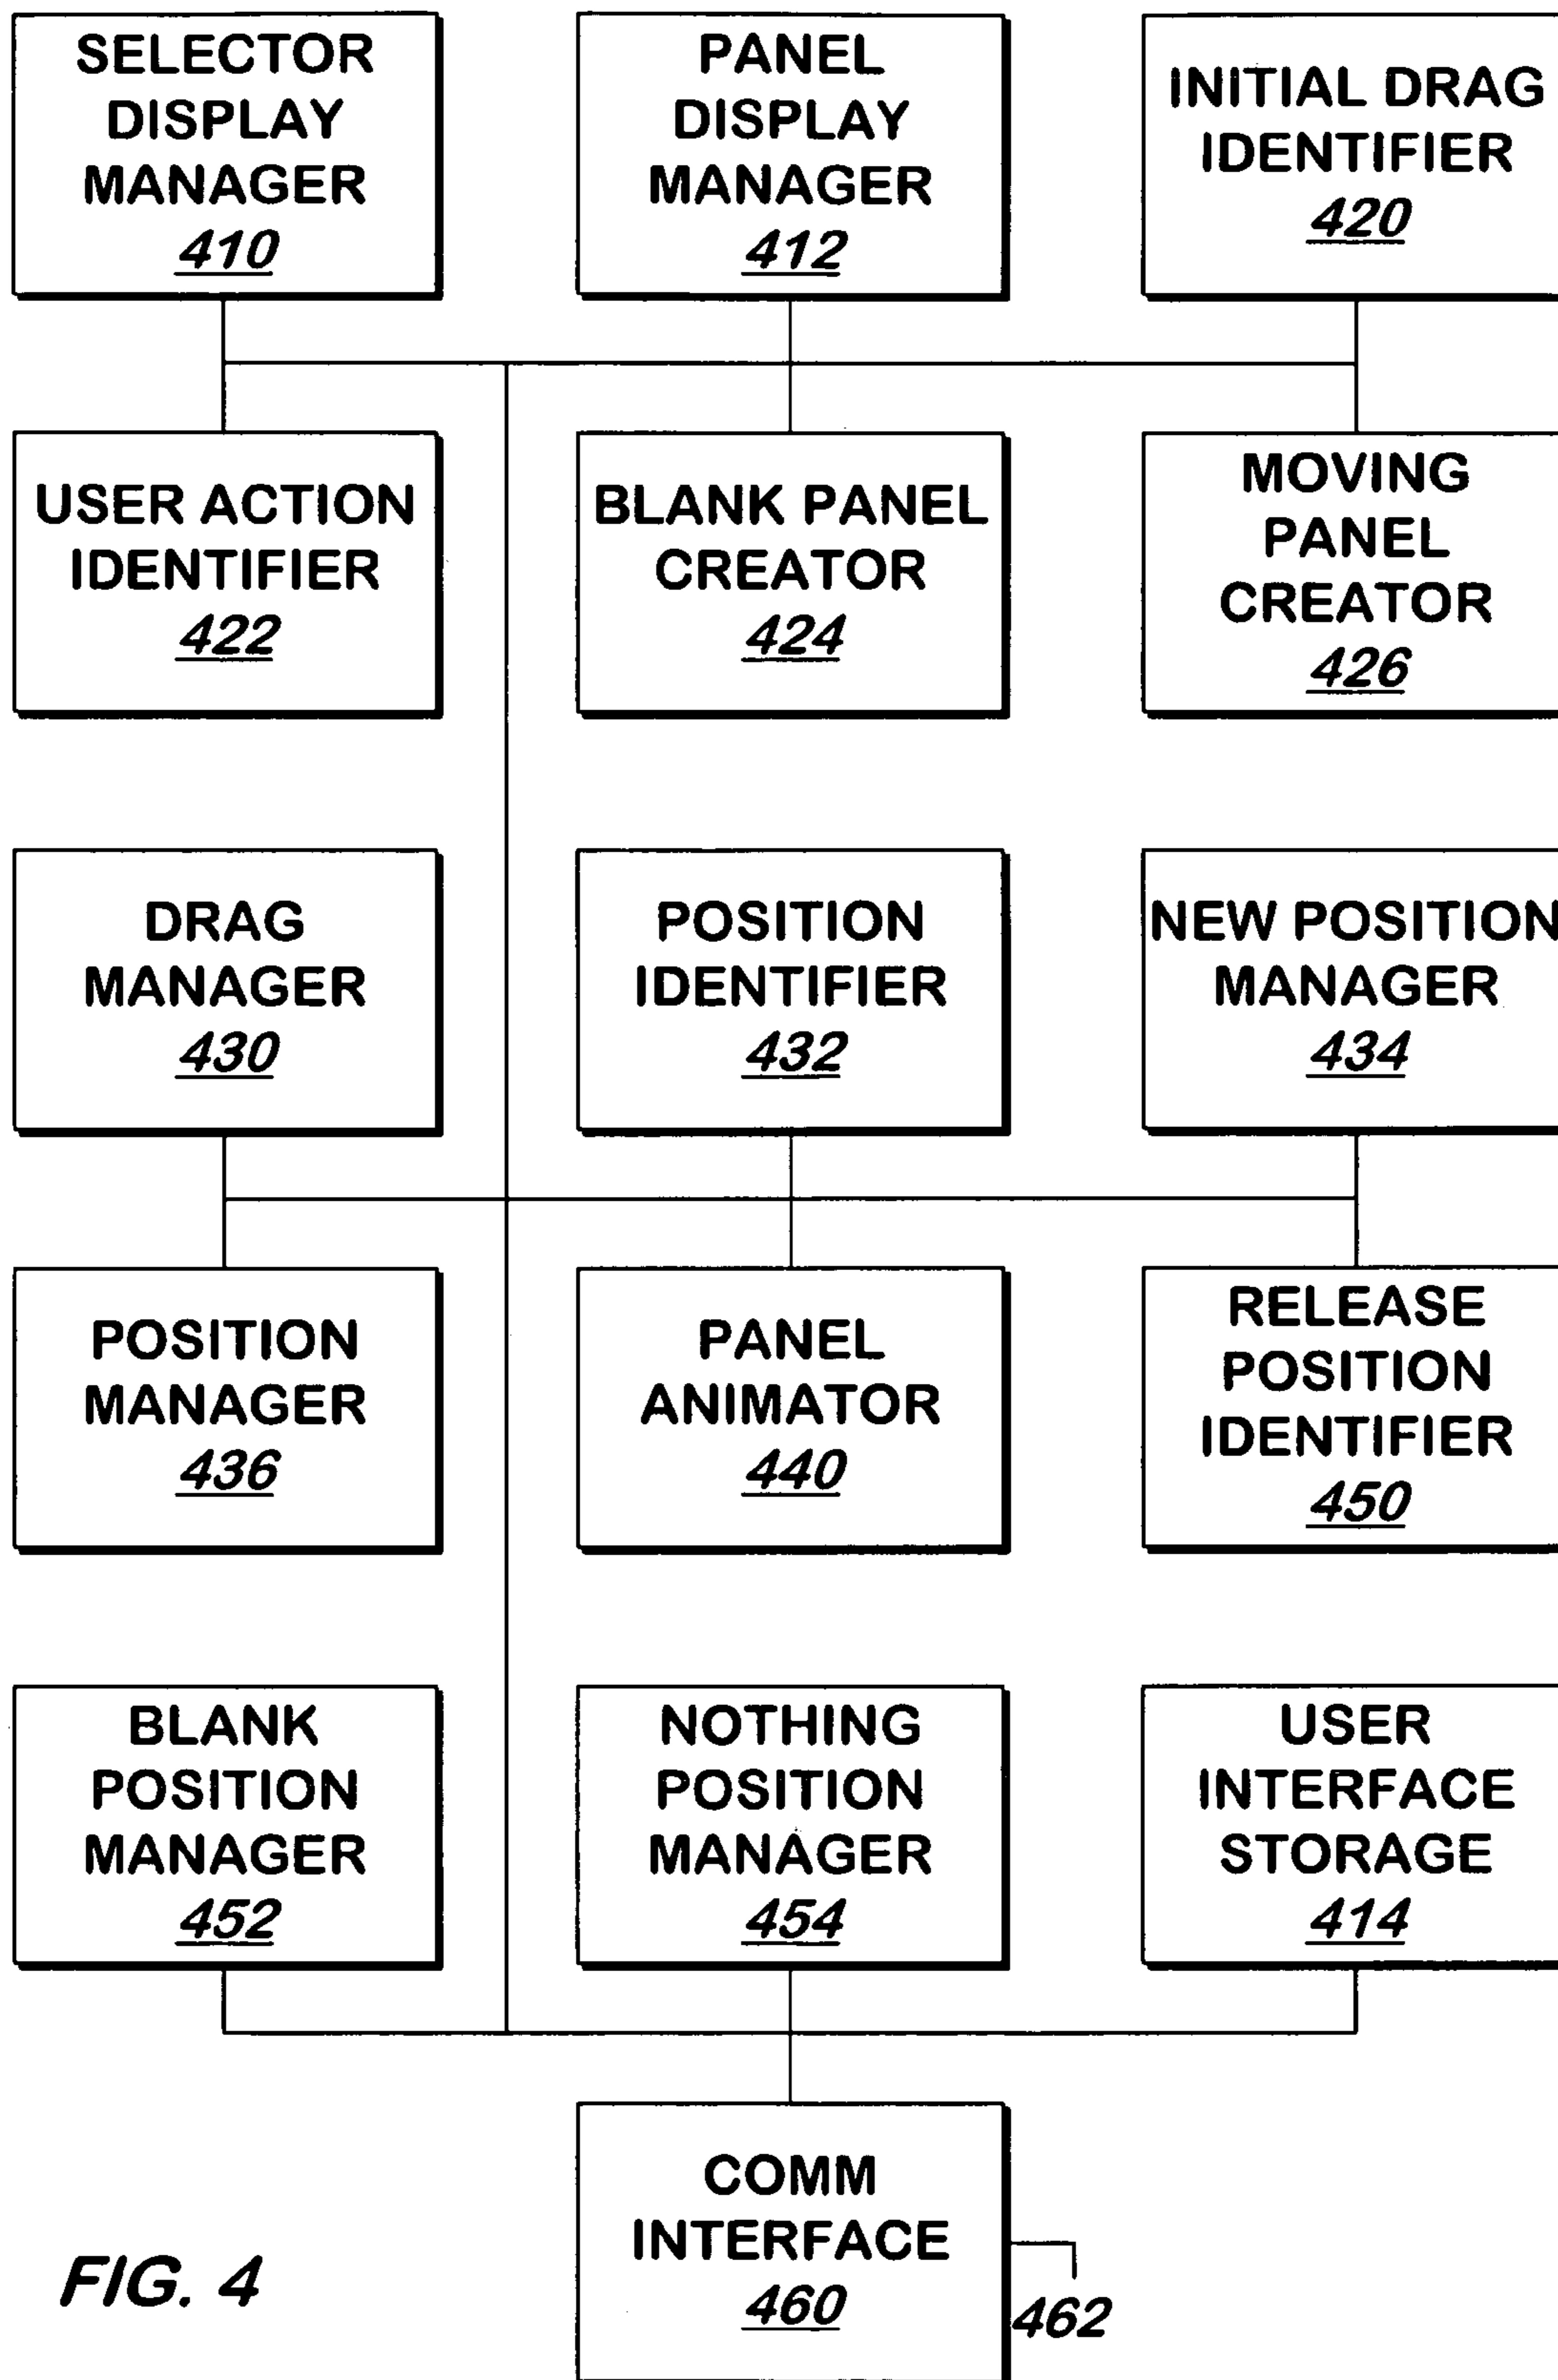 SELECTOR
DISPLAY
MANAGER
410
PANEL
DISPLAY
MANAGER
412
INITIAL DRAG
IDENTIFIER
420
USER ACTION
IDENTIFIER
422
BLANK PANEL
CREATOR
424
MOVING
PANEL
CREATOR
426
DRAG
MANAGER
430
POSITION
IDENTIFIER
432
NEW POSITION
MANAGER
434
POSITION
MANAGER
436
PANEL
ANIMATOR
440
RELEASE
POSITION
IDENTIFIER
450
BLANK
POSITION
MANAGER
452
NOTHING
POSITION
MANAGER
454
USER
INTERFACE
STORAGE
414
COMM
INTERFACE
460
462
FIG. 4